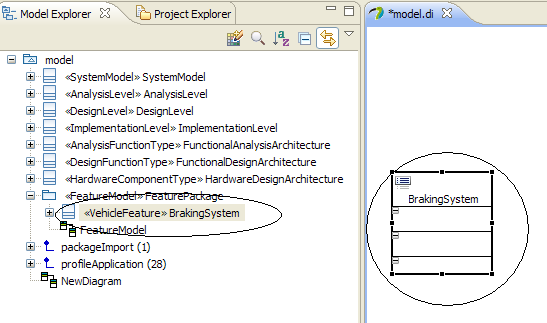 Model Explorer
Project Explorer
*model.di
model
«SystemModel» SystemModel
«AnalysisLevel» AnalysisLevel
«DesignLevel» DesignLevel
«ImplementationLevel» ImplementationLevel
«AnalysisFunctionType» FunctionalAnalysisArchitecture
«DesignFunctionType» FunctionalDesignArchitecture
«HardwareComponentType» HardwareDesignArchitecture
«FeatureModel» FeaturePackage
«VehicleFeature» BrakingSystem
FeatureModel
packageImport (1)
profileApplication (28)
NewDiagram
BrakingSystem